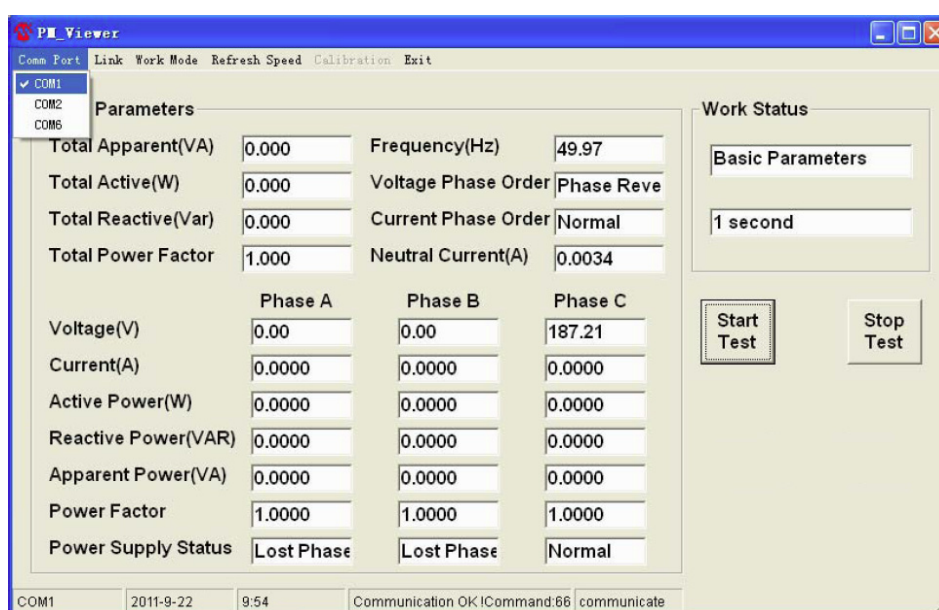 PM_Viewer
Comm Port Link Work Mode Refresh Speed Calibration Exit
COM1
COM2
COM6
Parameters
Work Status
Total Apparent(VA) 0.000 Frequency(Hz) 49.97
Basic Parameters
Total Active(W) 0.000 Voltage Phase Order Phase Reve
Total Reactive(Var) 0.000 Current Phase Order Normal
1 second
Total Power Factor 1.000 Neutral Current(A) 0.0034
Phase A Phase B Phase C
Voltage(V) 0.00 0.00 187.21
Start Test
Stop Test
Current(A) 0.0000 0.0000 0.0000
Active Power(W) 0.0000 0.0000 0.0000
Reactive Power(VAR) 0.0000 0.0000 0.0000
Apparent Power(VA) 0.0000 0.0000 0.0000
Power Factor 1.0000 1.0000 1.0000
Power Supply Status Lost Phase Lost Phase Normal
COM1 2011-9-22 9:54 Communication OK !Command:66 communicate